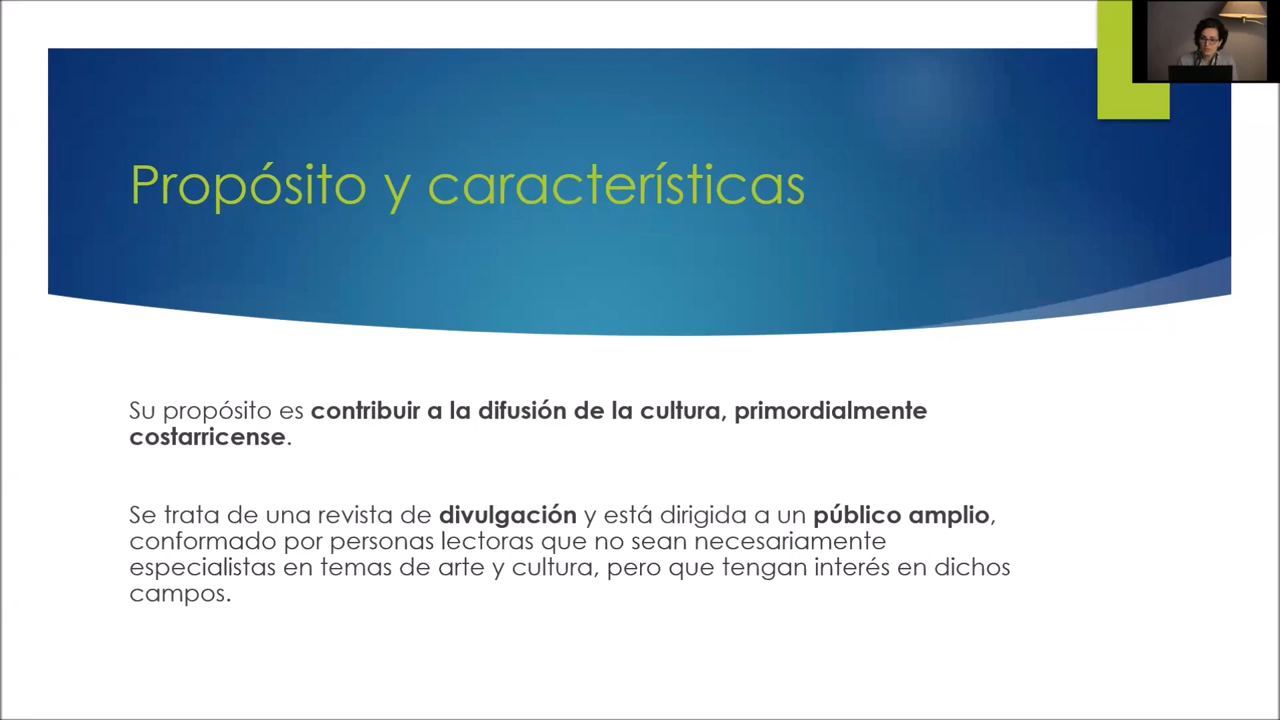 Propósito y características
Su propósito es contribuir a la difusión de la cultura, primordialmente
costarricense.
Se trata de una revista de divulgación y está dirigida a un público amplio,
conformado por personas lectoras que no sean necesariamente
especialistas en temas de arte y cultura, pero que tengan interés en dichos
campos.